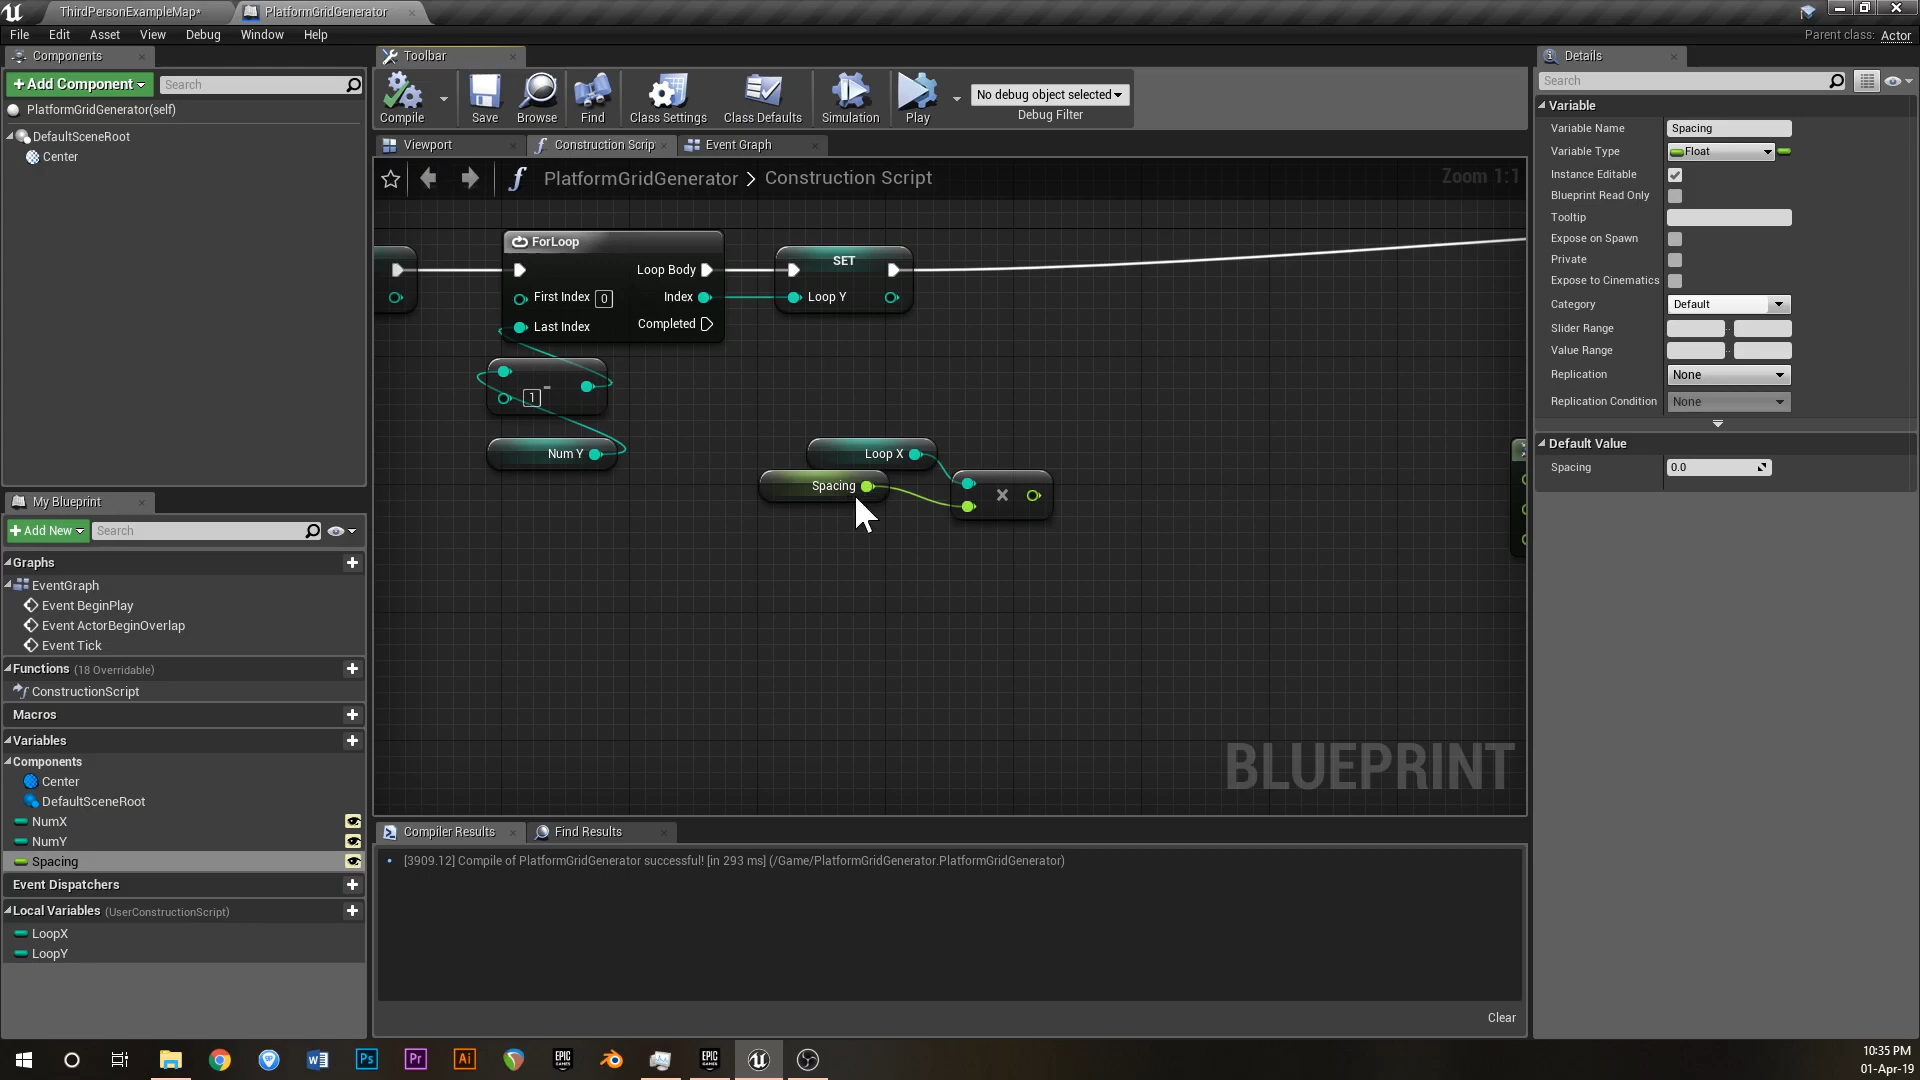 ThirdPersonExampleMap*
PlatformGridGenerator
File Edit Asset View Debug Window Help
Parent class: Actor
Components
+Add Component
Search
PlatformGridGenerator(self)
DefaultSceneRoot
Center
Toolbar
Compile
Save
Browse
Find
Class Settings
Class Defaults
Simulation
Play
No debug object selected
Debug Filter
Viewport
Construction Scrip
Event Graph
PlatformGridGenerator > Construction Script
Zoom 1:1
ForLoop
Loop Body
First Index 0
Index
Last Index
Completed
SET
Loop Y
-
1
Num Y
Loop X
Spacing
X
BLUEPRINT
My Blueprint
+Add New
Search
Graphs
EventGraph
Event BeginPlay
Event ActorBeginOverlap
Event Tick
Functions (18 Overridable)
ConstructionScript
Macros
Variables
Components
Center
DefaultSceneRoot
NumX
NumY
Spacing
Event Dispatchers
Local Variables (UserConstructionScript)
LoopX
LoopY
Compiler Results
Find Results
[3909.12] Compile of PlatformGridGenerator successful! [in 293 ms] (/Game/PlatformGridGenerator.PlatformGridGenerator)
Clear
Details
Search
Variable
Variable Name Spacing
Variable Type Float
Instance Editable
Blueprint Read Only
Tooltip
Expose on Spawn
Private
Expose to Cinematics
Category Default
Slider Range
Value Range
Replication None
Replication Condition None
Default Value
Spacing 0.0
Ps
Pr
Ai
EPIC GAMES
EPIC GAMES
10:35 PM
01-Apr-19